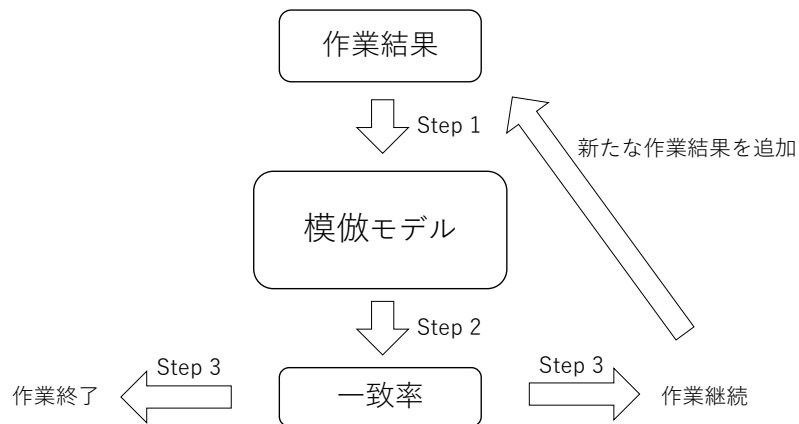 作業結果
Step 1
新たな作業結果を追加
模倣モデル
Step 2
Step 3
Step 3
作業終了
一致率
作業継続